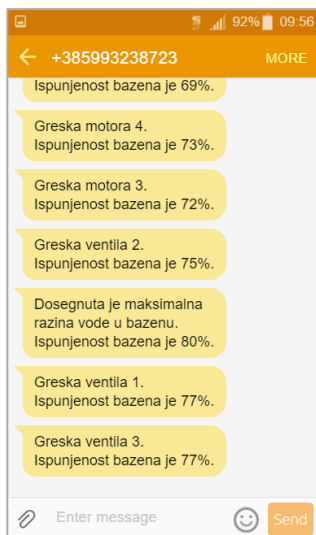 92% 09:56
+385993238723 MORE
Ispunjenost bazena je 69%.
Greska motora 4.
Ispunjenost bazena je 73%.
Greska motora 3.
Ispunjenost bazena je 72%.
Greska ventila 2.
Ispunjenost bazena je 75%.
Dosegnuta je maksimalna
razina vode u bazenu.
Ispunjenost bazena je 80%.
Greska ventila 1.
Ispunjenost bazena je 77%.
Greska ventila 3.
Ispunjenost bazena je 77%.
Enter message Send